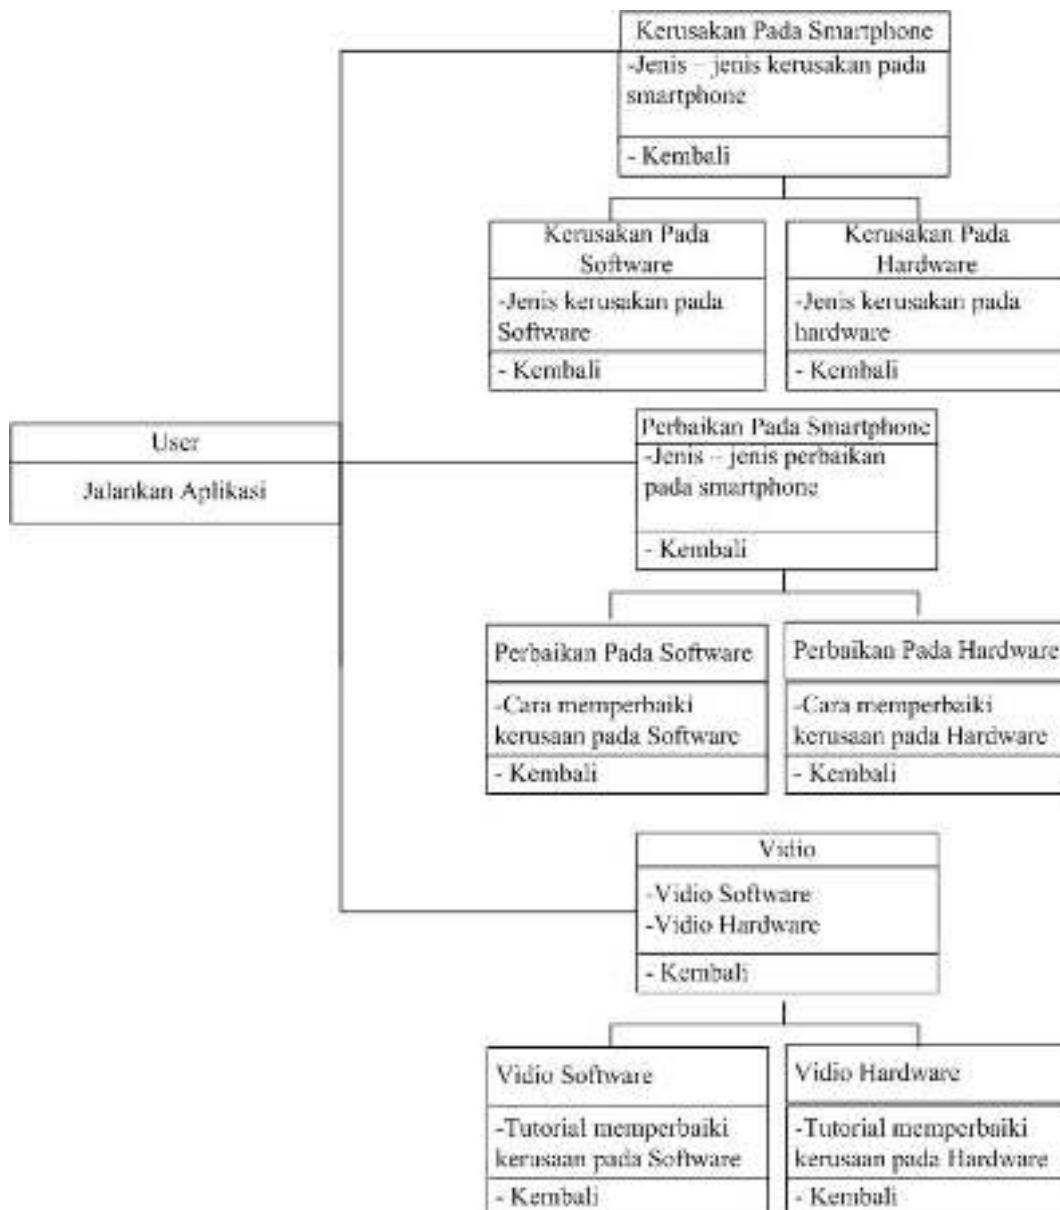 Kerusakan Pada Smartphone
-Jenis – jenis kerusakan pada
smartphone
- Kembali
Kerusakan Pada
Software
-Jenis kerusakan pada
Software
- Kembali
Kerusakan Pada
Hardware
-Jenis kerusakan pada
hardware
- Kembali
User
Jalankan Aplikasi
Perbaikan Pada Smartphone
-Jenis – jenis perbaikan
pada smartphone
- Kembali
Perbaikan Pada Software
-Cara memperbaiki
kerusaan pada Software
- Kembali
Perbaikan Pada Hardware
-Cara memperbaiki
kerusaan pada Hardware
- Kembali
Vidio
-Vidio Software
-Vidio Hardware
- Kembali
Vidio Software
-Tutorial memperbaiki
kerusaan pada Software
- Kembali
Vidio Hardware
-Tutorial memperbaiki
kerusaan pada Hardware
- Kembali